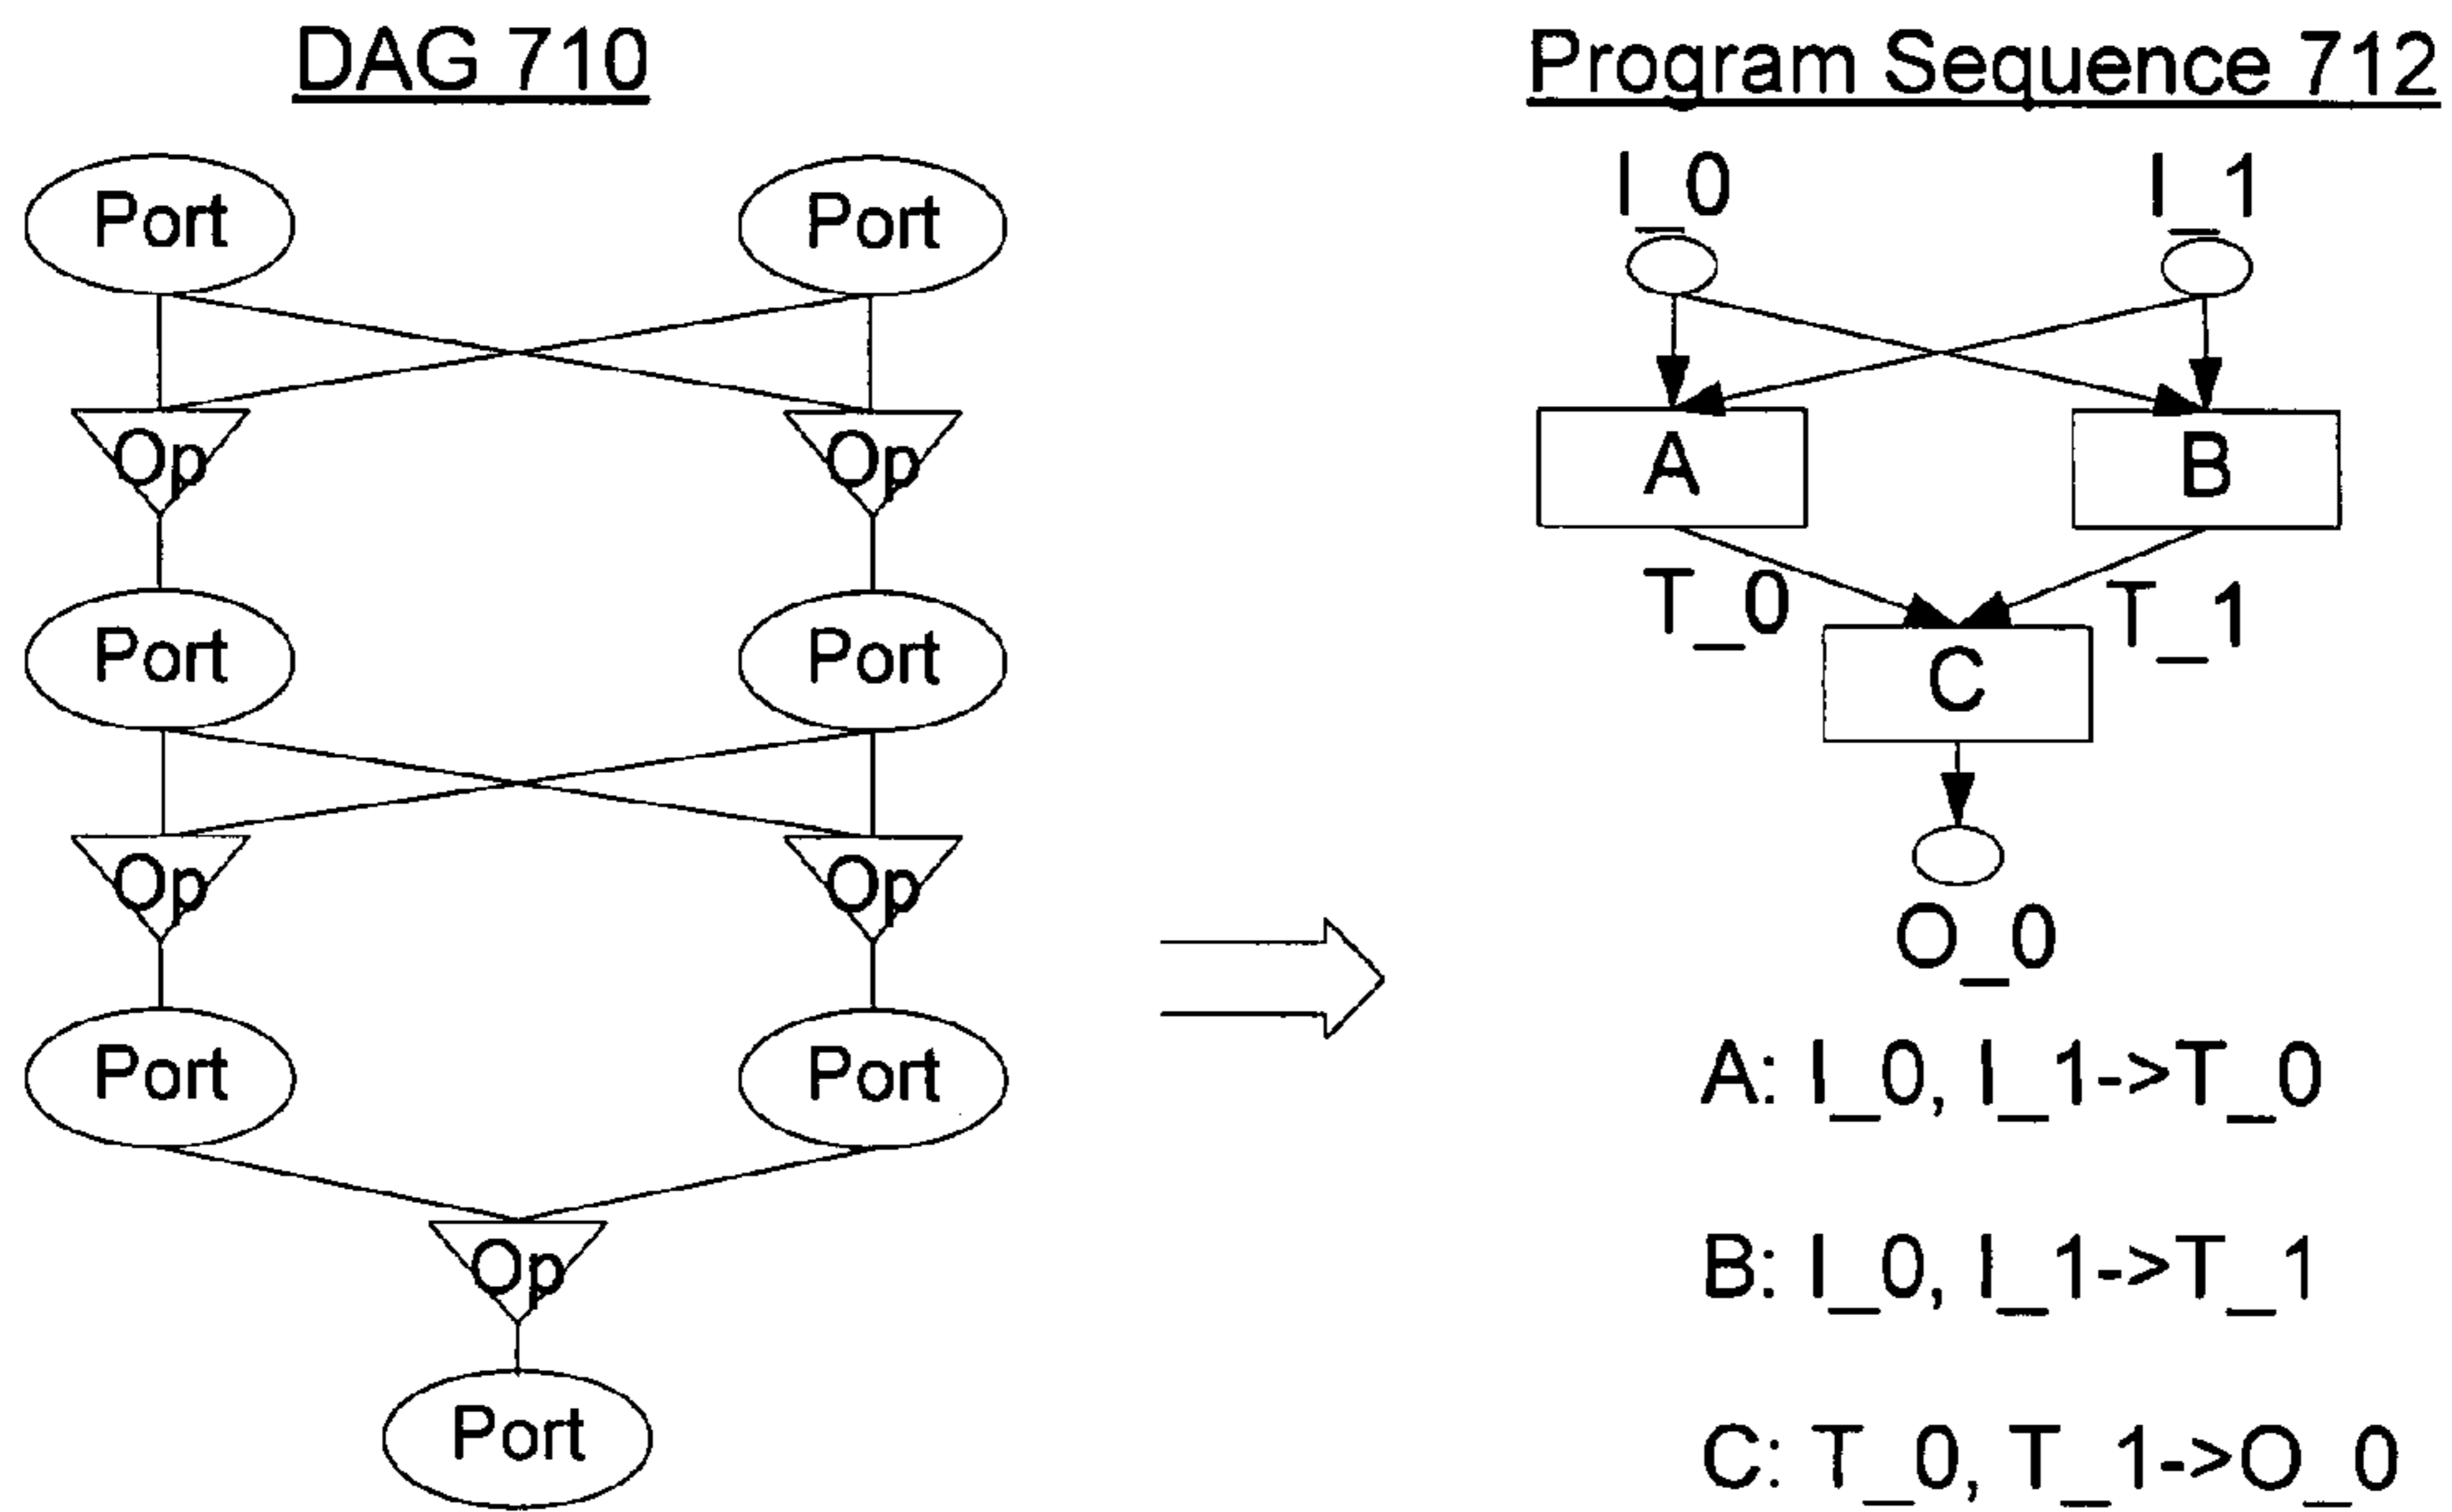 DAG 710
Port Port
Op Op
Port Port
Op Op
Port Port
Op
Port
Program Sequence 712
I_0 I_1
A B
T_0 T_1
C
O_0
A: I_0, I_1->T_0
B: I_0, I_1->T_1
C: T_0, T_1->O_0